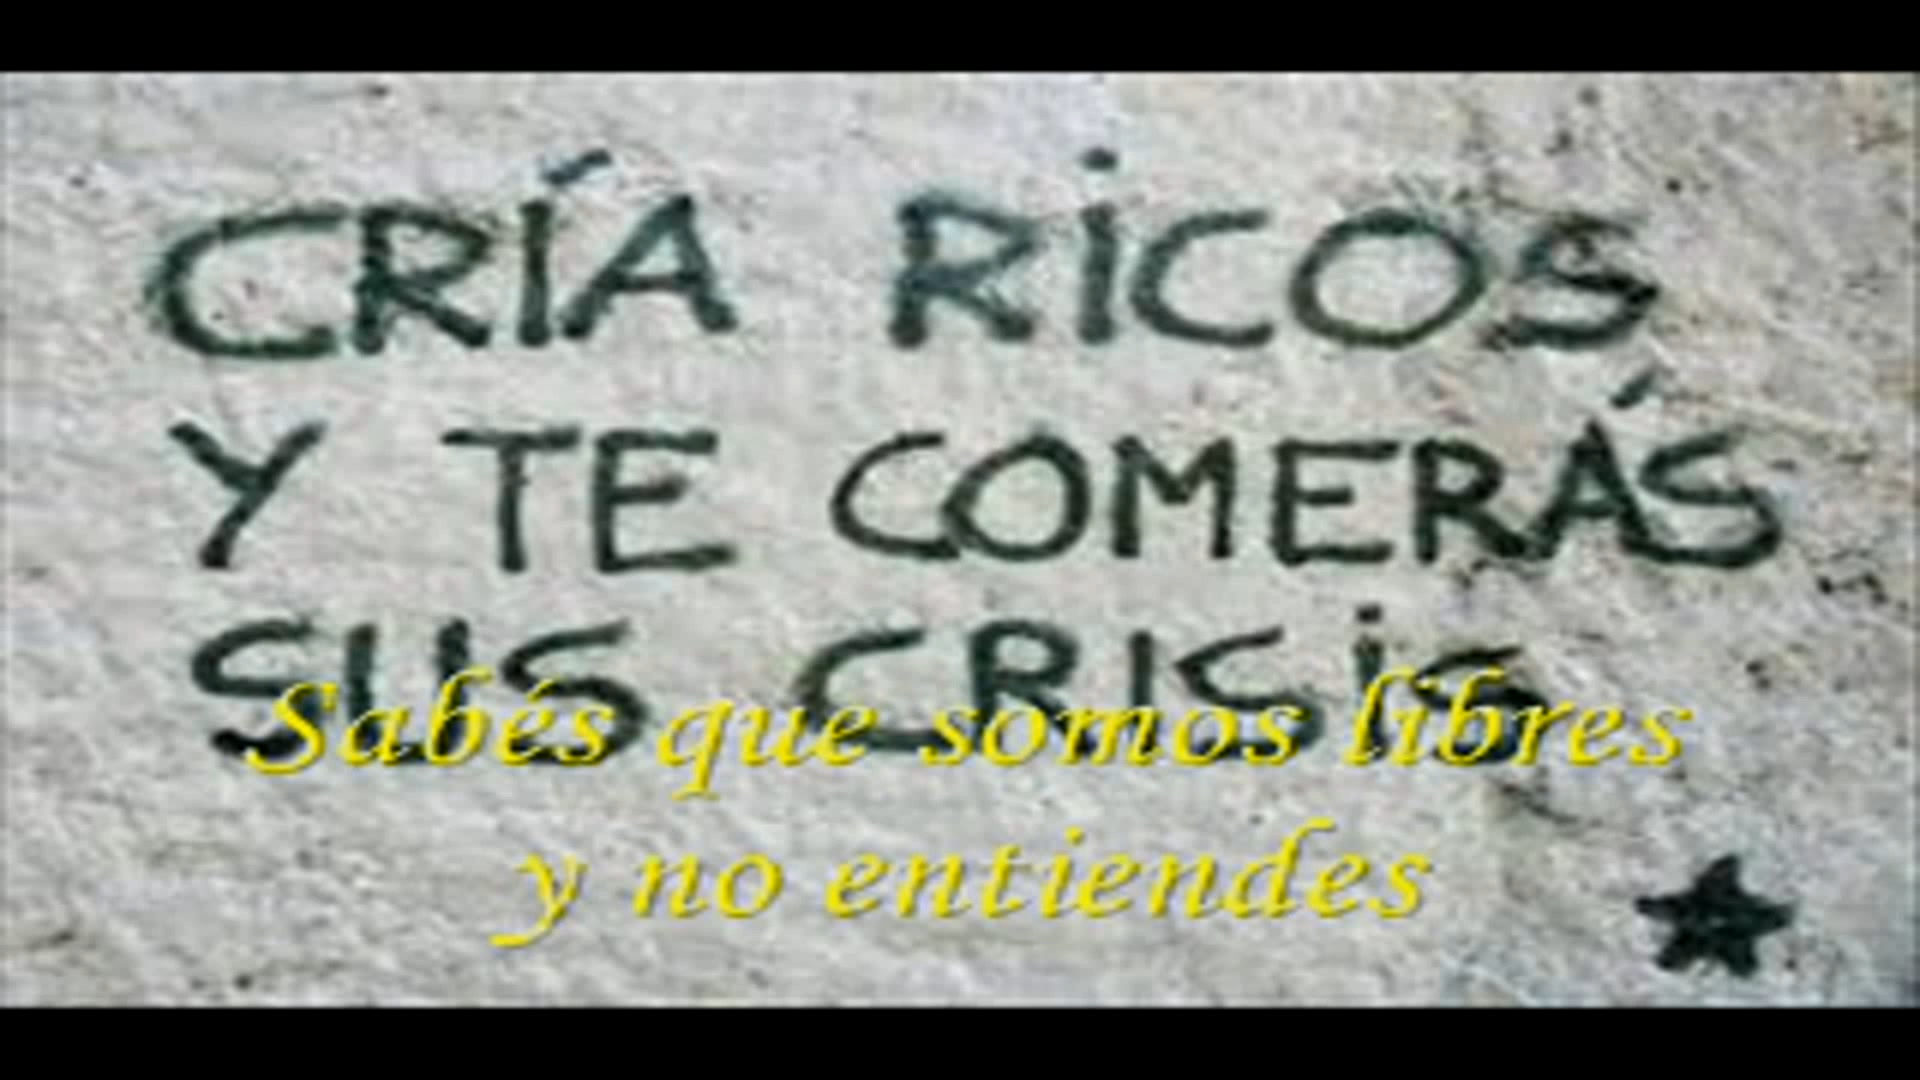 CRÍA RiCOS
Y TE COMERÁS
SUS CRISiS
Sabés que somos libres
y no entiendes